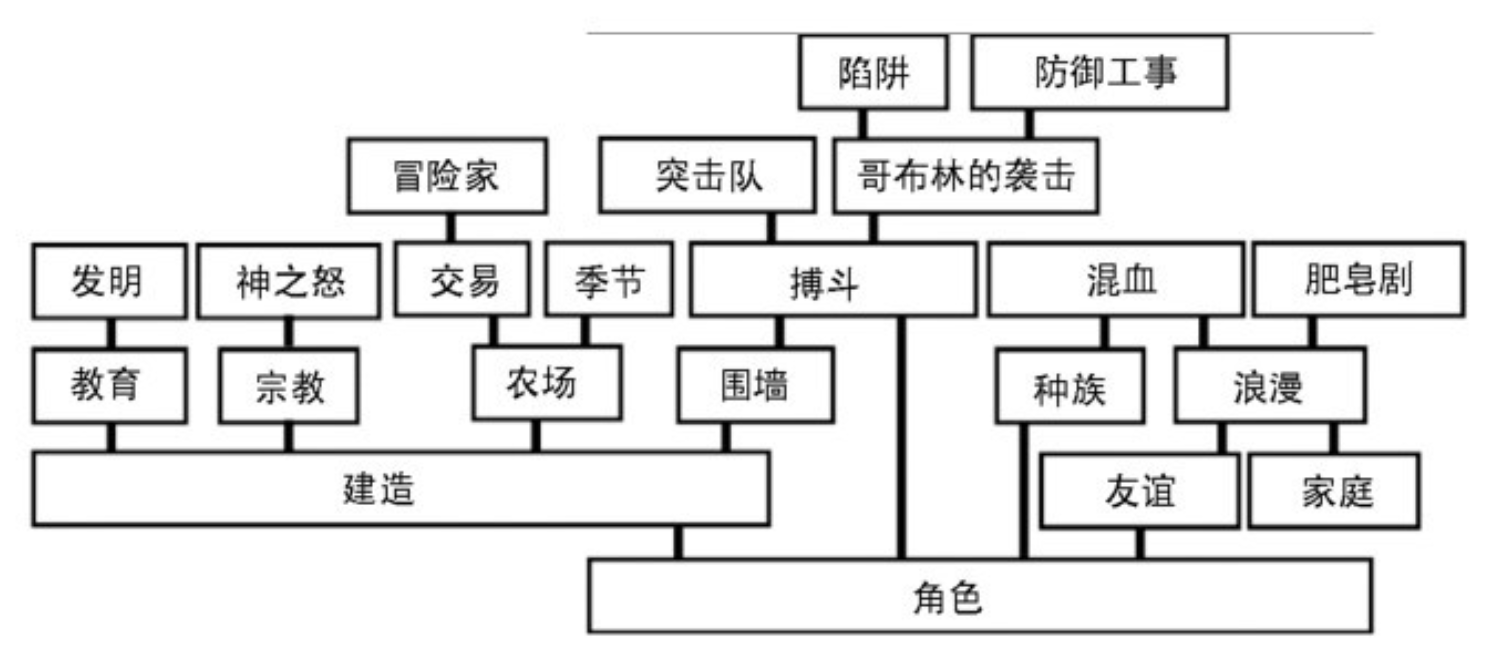 陷阱
防御工事
冒险家
突击队
哥布林的袭击
发明
神之怒
交易
季节
搏斗
混血
肥皂剧
教育
宗教
农场
围墙
种族
浪漫
建造
友谊
家庭
角色